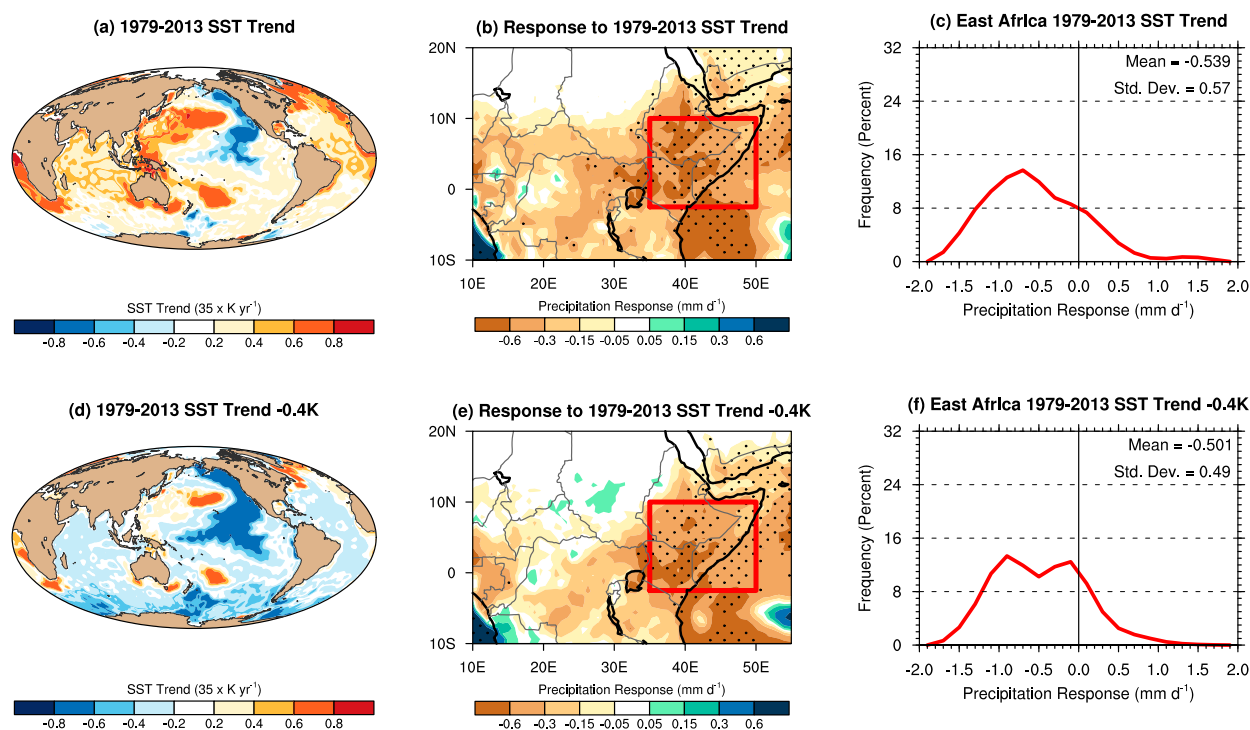 (a) 1979-2013 SST Trend
SST Trend (35 x K yr⁻¹)
-0.8 -0.6 -0.4 -0.2 0.2 0.4 0.6 0.8
(b) Response to 1979-2013 SST Trend
20N
10N
0
10S
10E 20E 30E 40E 50E
Precipitation Response (mm d⁻¹)
-0.6 -0.3 -0.15 -0.05 0.05 0.15 0.3 0.6
(c) East Africa 1979-2013 SST Trend
Mean = -0.539
Std. Dev. = 0.57
Frequency (Percent)
32
24
16
8
0
-2.0 -1.5 -1.0 -0.5 0.0 0.5 1.0 1.5 2.0
Precipitation Response (mm d⁻¹)
(d) 1979-2013 SST Trend -0.4K
SST Trend (35 x K yr⁻¹)
-0.8 -0.6 -0.4 -0.2 0.2 0.4 0.6 0.8
(e) Response to 1979-2013 SST Trend -0.4K
20N
10N
0
10S
10E 20E 30E 40E 50E
Precipitation Response (mm d⁻¹)
-0.6 -0.3 -0.15 -0.05 0.05 0.15 0.3 0.6
(f) East Africa 1979-2013 SST Trend -0.4K
Mean = -0.501
Std. Dev. = 0.49
Frequency (Percent)
32
24
16
8
0
-2.0 -1.5 -1.0 -0.5 0.0 0.5 1.0 1.5 2.0
Precipitation Response (mm d⁻¹)